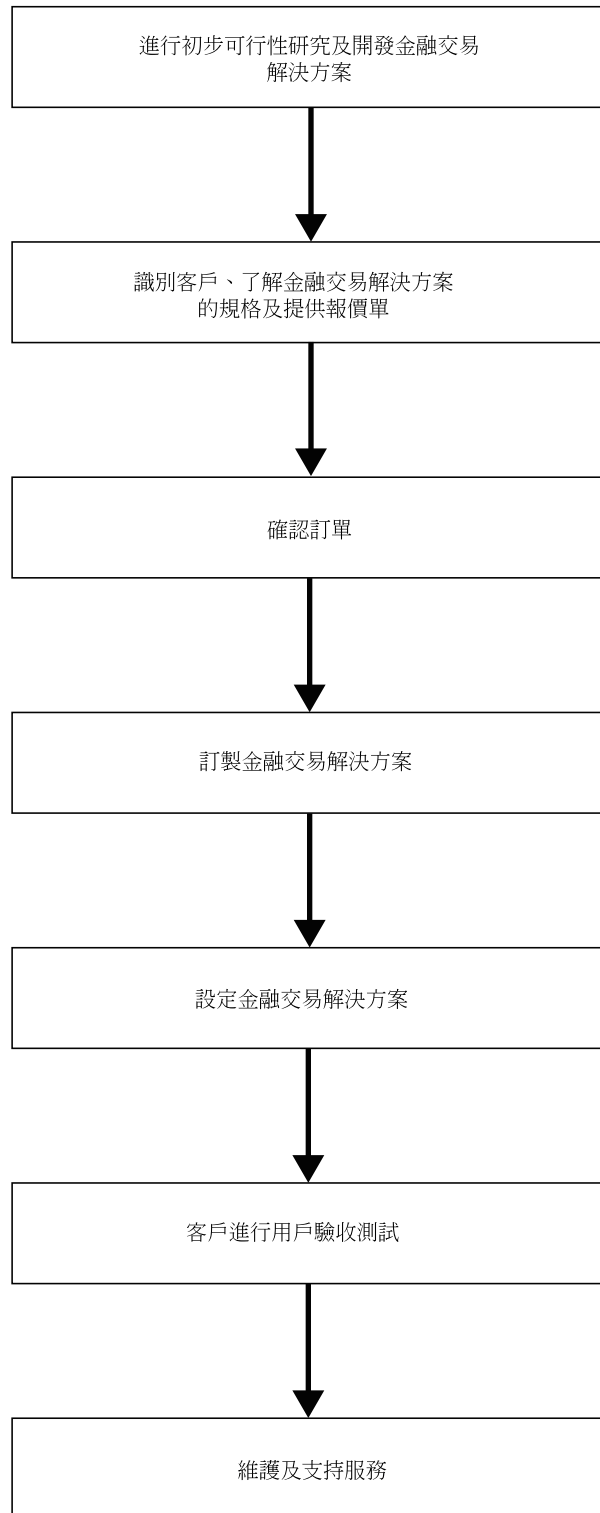 進行初步可行性研究及開發金融交易
解決方案
識別客戶、了解金融交易解決方案
的規格及提供報價單
確認訂單
訂製金融交易解決方案
設定金融交易解決方案
客戶進行用戶驗收測試
維護及支持服務